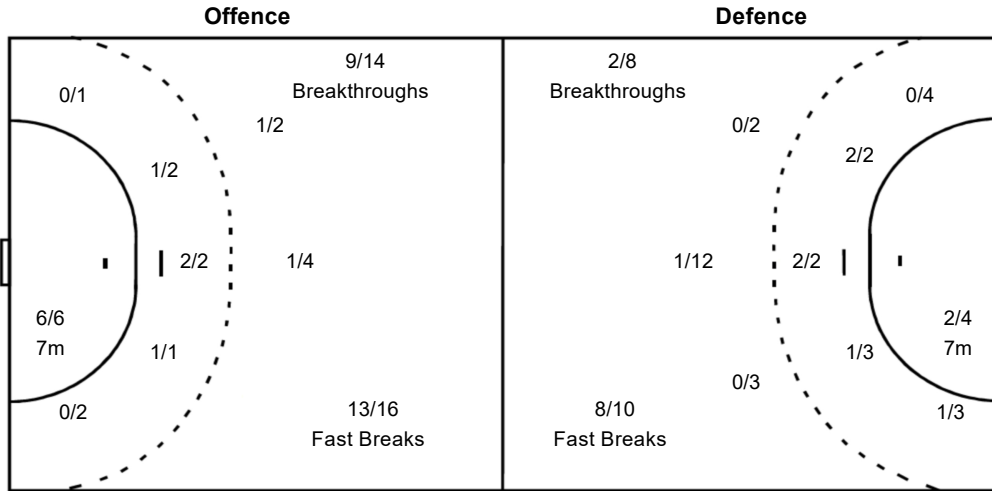 Offence
Defence
9/14
Breakthroughs
2/8
Breakthroughs
0/1
0/4
1/2
0/2
1/2
2/2
2/2
1/4
1/12
2/2
6/6
7m
2/4
7m
1/1
1/3
0/3
0/2
13/16
Fast Breaks
8/10
Fast Breaks
1/3